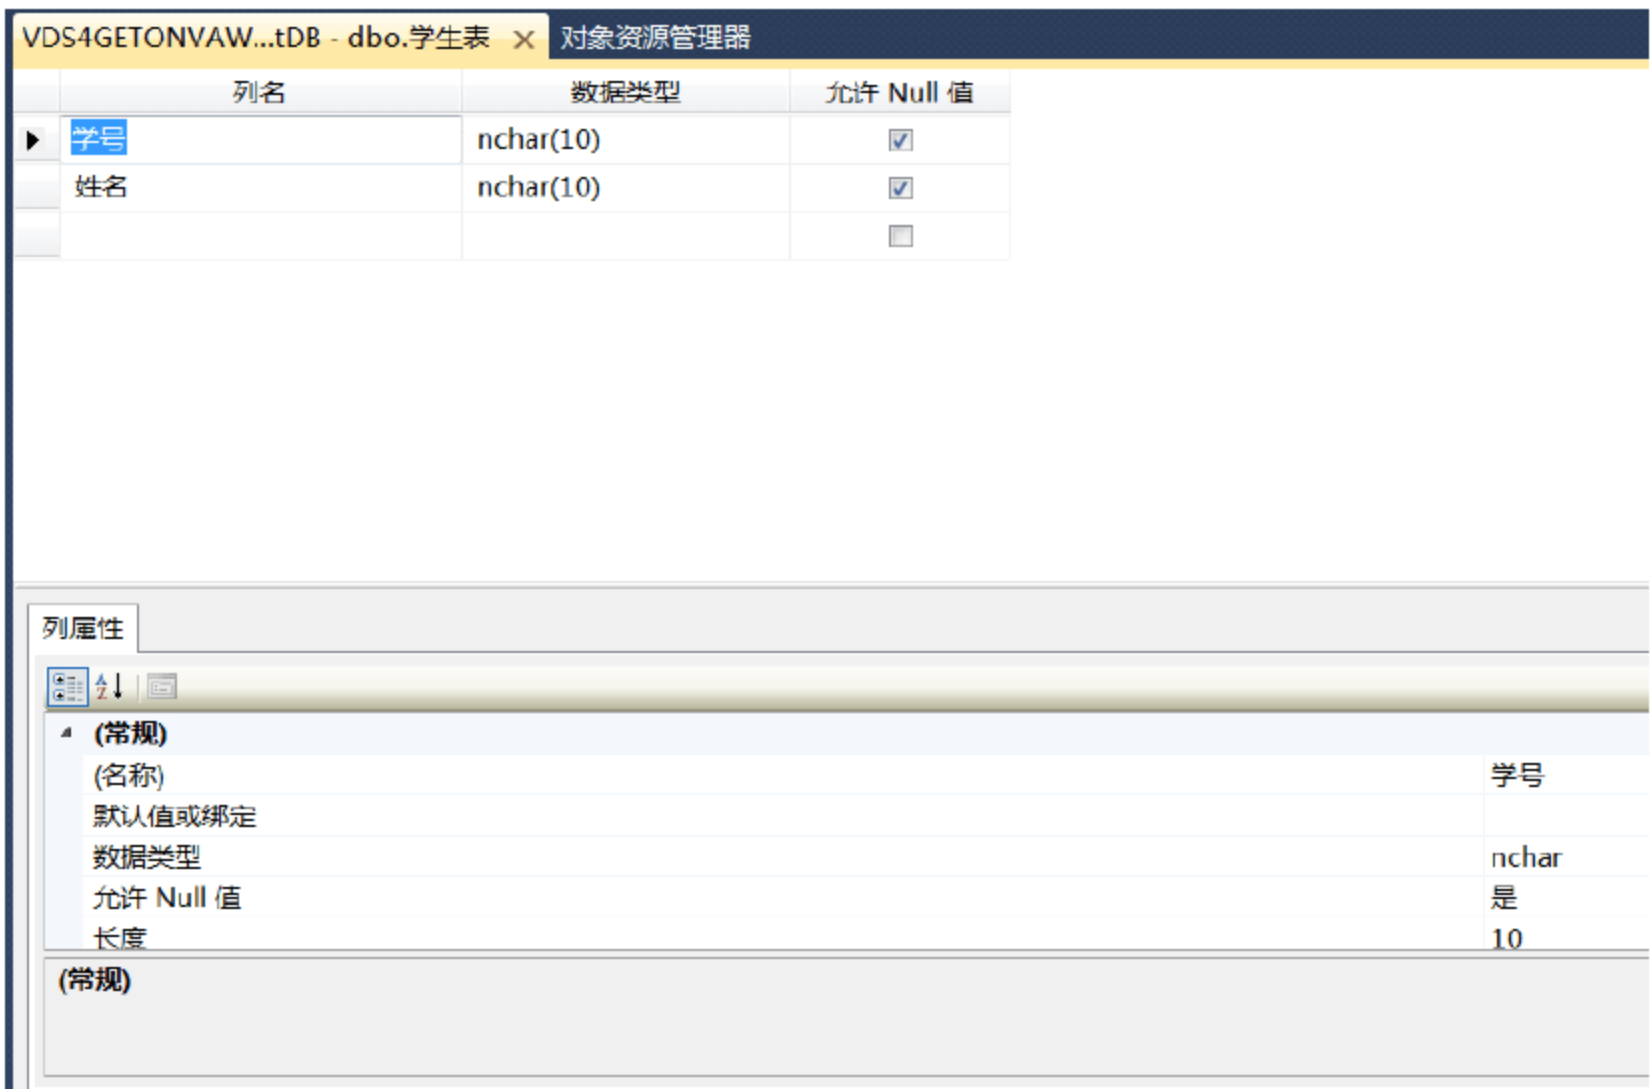 VDS4GETONVAW...tDB - dbo.学生表 × 对象资源管理器
列名 数据类型 允许 Null 值
学号 nchar(10)
姓名 nchar(10)
列属性
(常规)
(名称) 学号
默认值或绑定
数据类型 nchar
允许 Null 值 是
长度 10
(常规)